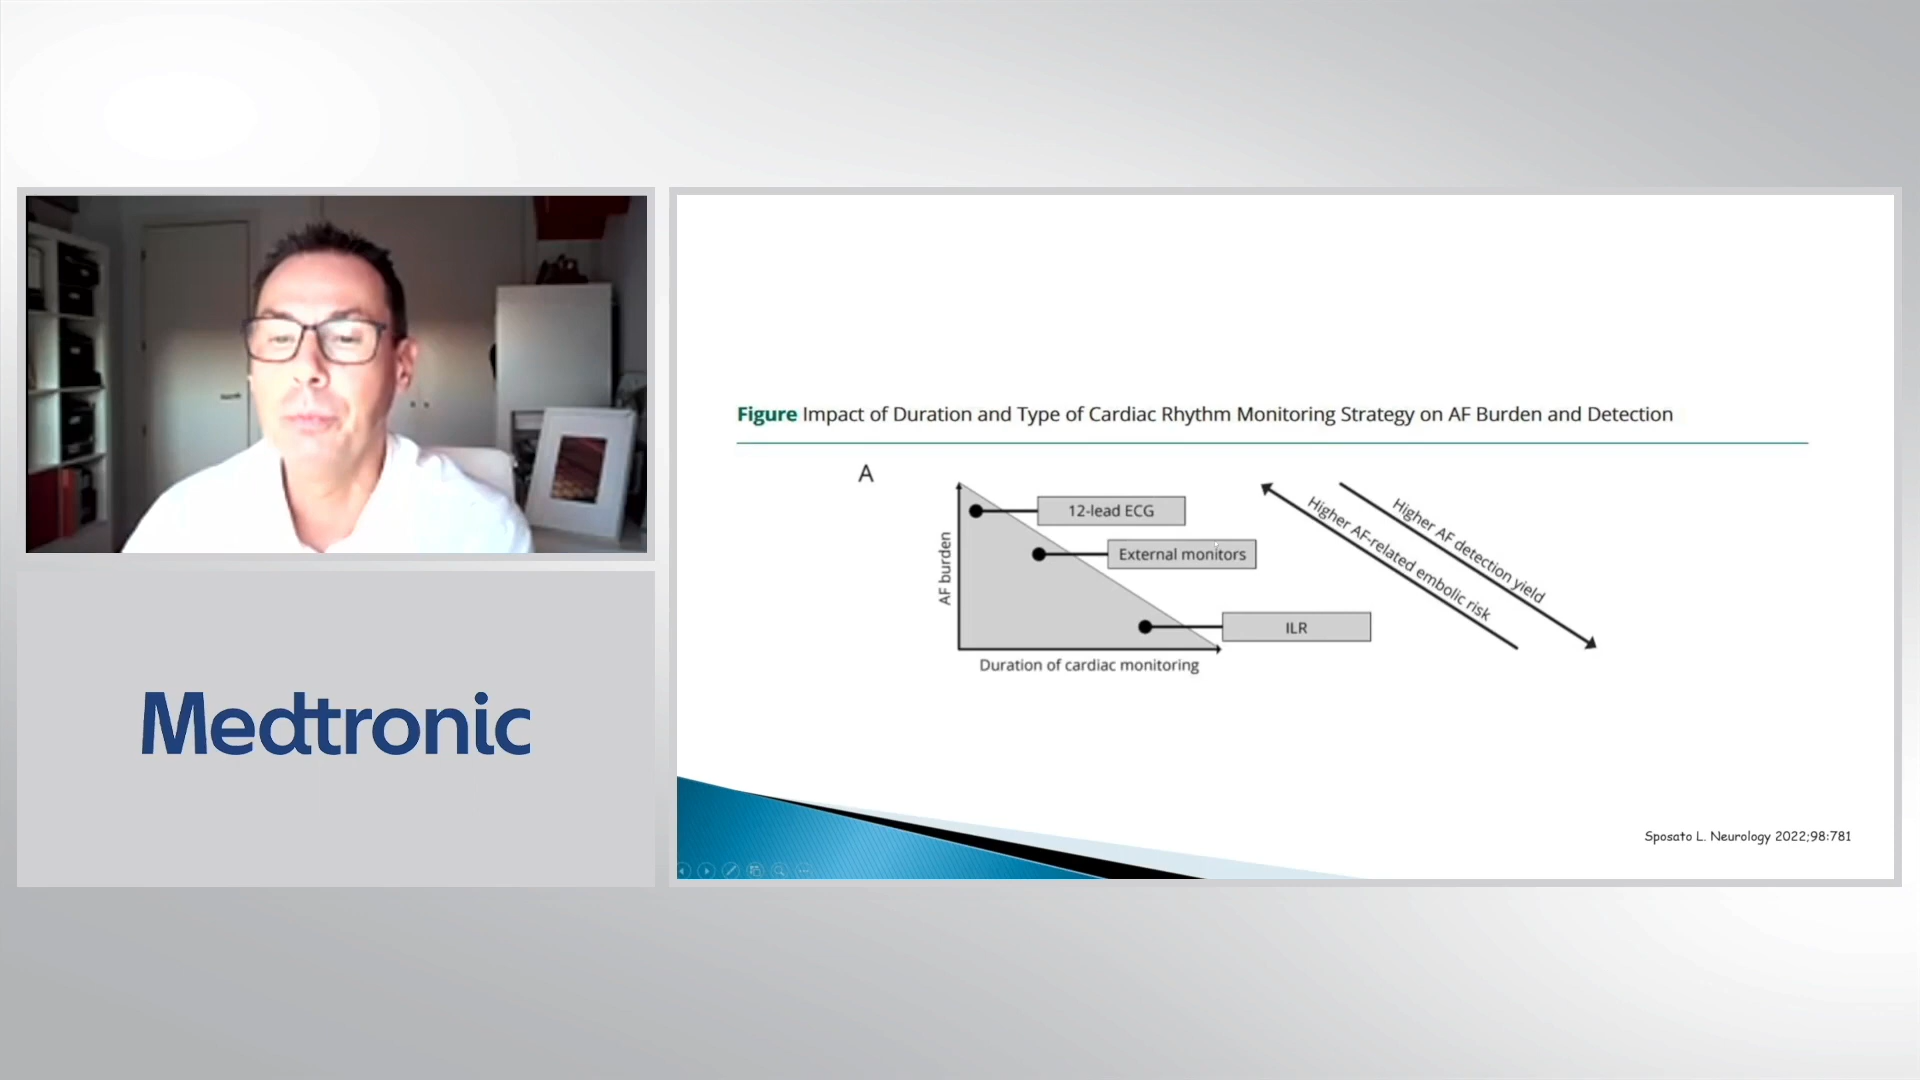 Medtronic
Figure Impact of Duration and Type of Cardiac Rhythm Monitoring Strategy on AF Burden and Detection
A
12-lead ECG
External monitors
ILR
AF burden
Duration of cardiac monitoring
Higher AF detection yield
Higher AF-related embolic risk
Sposato L. Neurology 2022;98:781